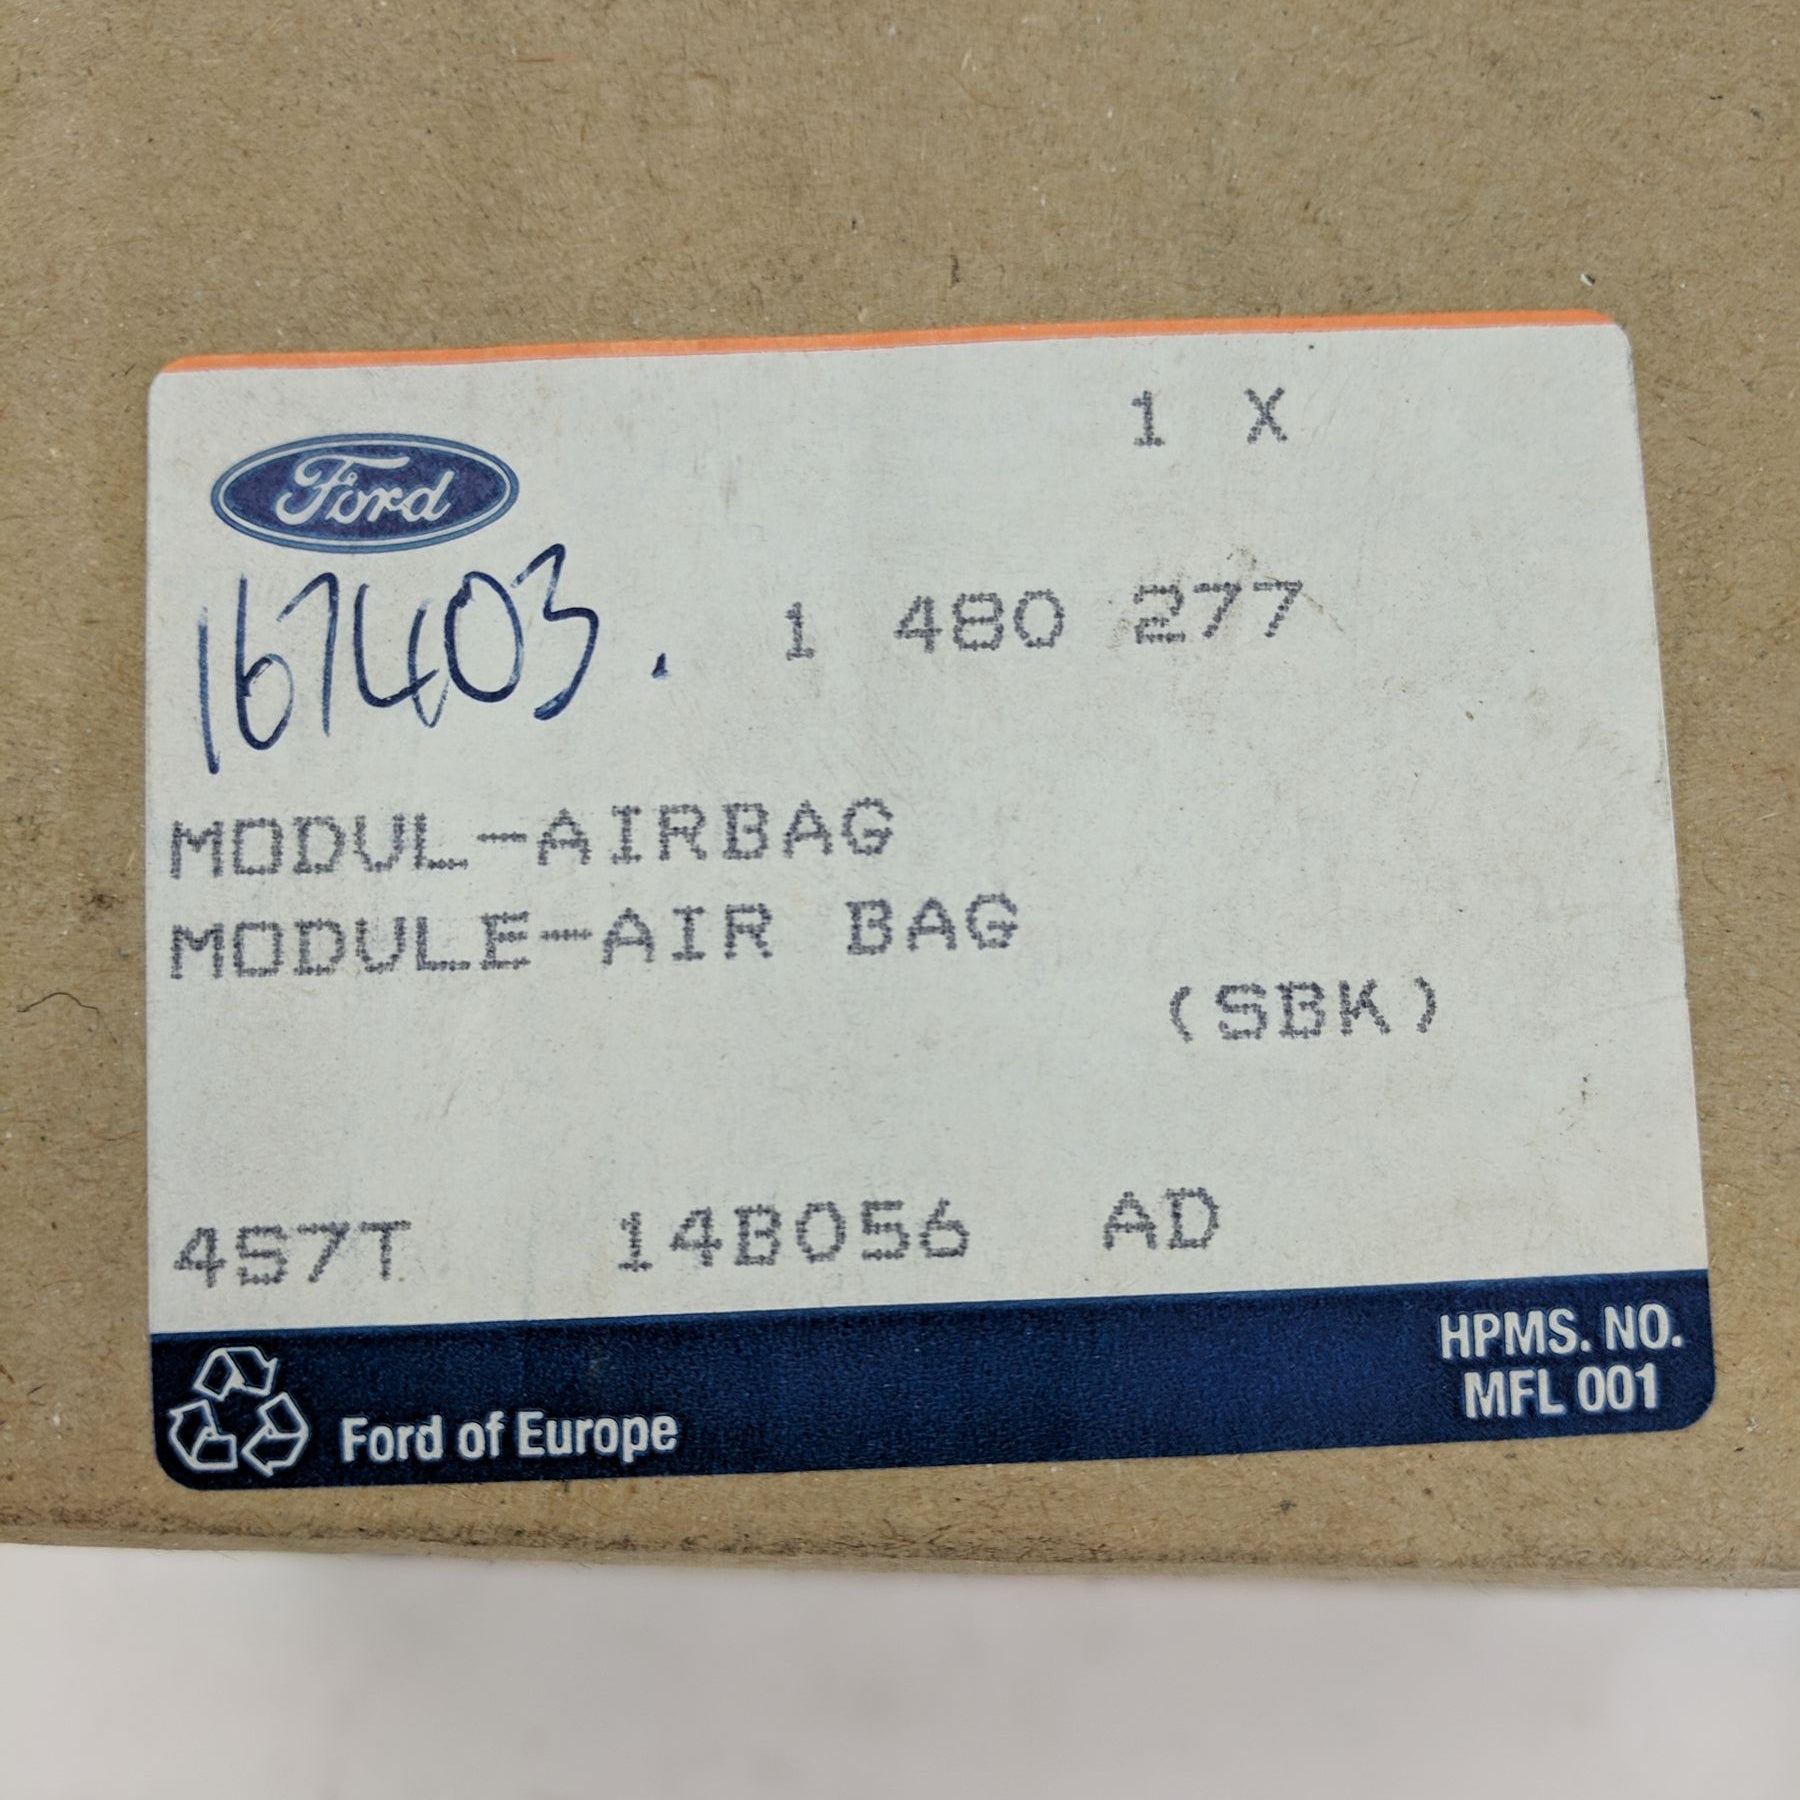 1 X
Ford
167403.
1 480 277
MODUL-AIRBAG
MODULE-AIR BAG
(SBK)
4S7T 14B056 AD
HPMS. NO.
MFL 001
Ford of Europe